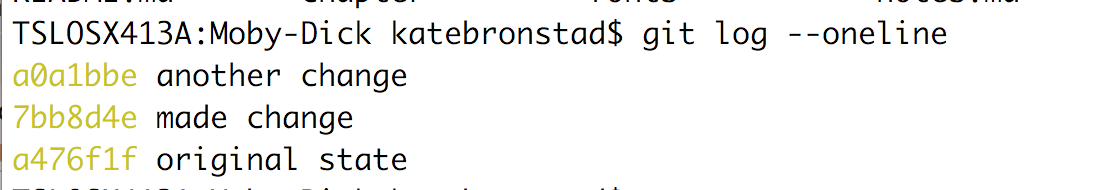 TSLOSX413A:Moby-Dick katebronstad$ git log --oneline
a0a1bbe another change
7bb8d4e made change
a476f1f original state